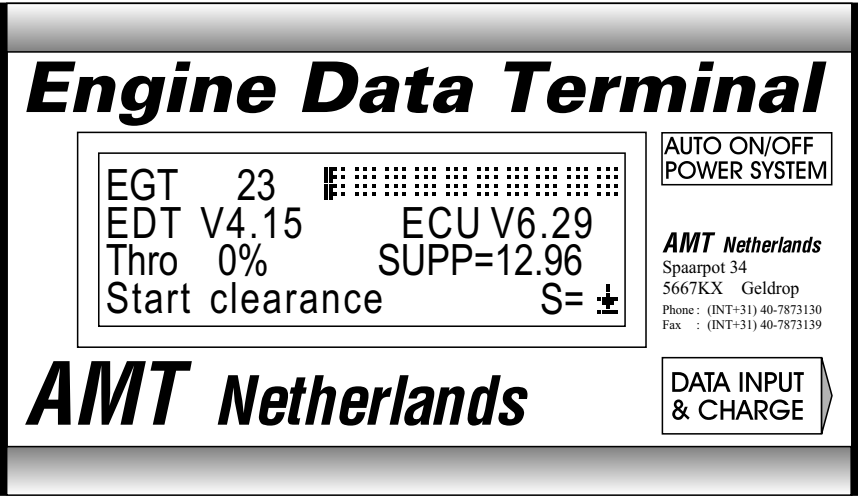 Engine Data Terminal
EGT 23
EDT V4.15 ECU V6.29
Thro 0% SUPP=12.96
Start clearance S= ±
AUTO ON/OFF
POWER SYSTEM
AMT Netherlands
Spaarpot 34
5667KX Geldrop
Phone : (INT+31) 40-7873130
Fax : (INT+31) 40-7873139
AMT Netherlands
DATA INPUT
& CHARGE